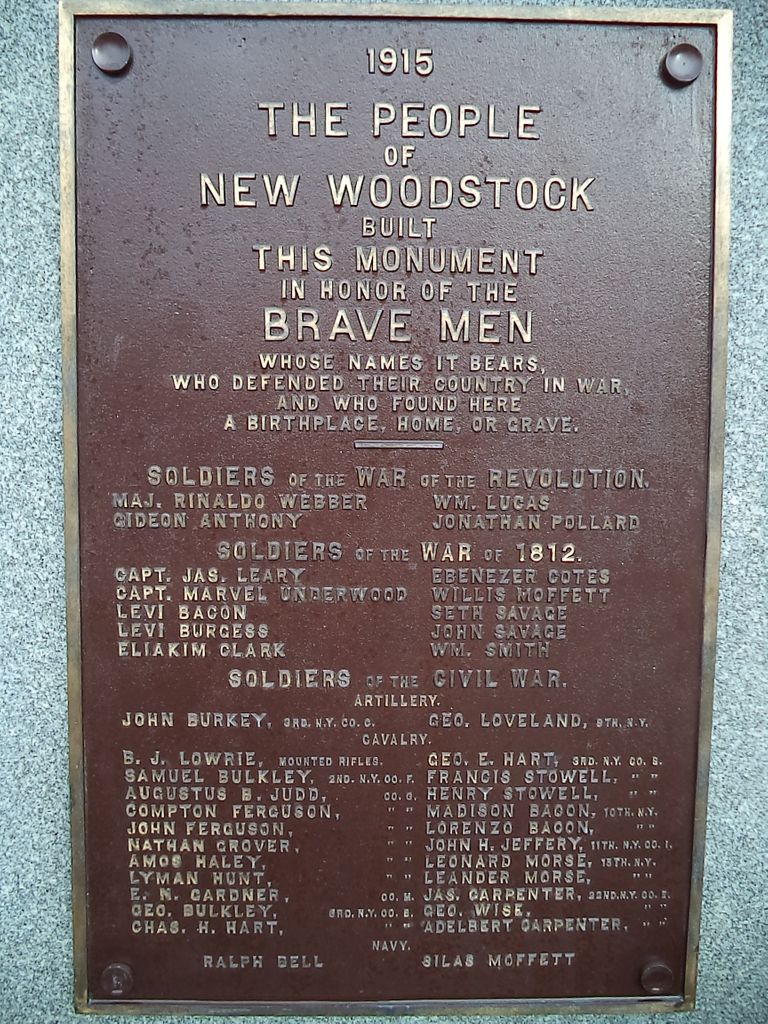 1915
THE PEOPLE
OF
NEW WOODSTOCK
BUILT
THIS MONUMENT
IN HONOR OF THE
BRAVE MEN
WHOSE NAMES IT BEARS,
WHO DEFENDED THEIR COUNTRY IN WAR,
AND WHO FOUND HERE
A BIRTHPLACE, HOME, OR GRAVE.
SOLDIERS OF THE WAR OF THE REVOLUTION.
MAJ. RINALDO WEBBER WM. LUCAS
GIDEON ANTHONY JONATHAN POLLARD
SOLDIERS OF THE WAR OF 1812.
CAPT. JAS. LEARY EBENEZER COTES
CAPT. MARVEL UNDERWOOD WILLIS MOFFETT
LEVI BACON SETH SAVAGE
LEVI BURGESS JOHN SAVAGE
ELIAKIM CLARK WM. SMITH
SOLDIERS OF THE CIVIL WAR.
ARTILLERY.
JOHN BURKEY, 3RD. N.Y. CO. C. GEO. LOVELAND, 9TH. N.Y.
CAVALRY.
B. J. LOWRIE, MOUNTED RIFLES. GEO. E. HART, 3RD. N.Y. CO. S.
SAMUEL BULKLEY, 2ND. N.Y. CO. F. FRANCIS STOWELL, " "
AUGUSTUS B. JUDD, CO. G. HENRY STOWELL, " "
COMPTON FERGUSON, " " MADISON BACON, 10TH. N.Y.
JOHN FERGUSON, " " LORENZO BACON, " "
NATHAN GROVER, " " JOHN H. JEFFERY, 11TH. N.Y. CO. I.
AMOS HALEY, " " LEONARD MORSE, 15TH. N.Y.
LYMAN HUNT, " " LEANDER MORSE, " "
E. N. GARDNER, CO. M. JAS. CARPENTER, 22ND. N.Y. CO. E.
GEO. BULKLEY, 3RD. N.Y. CO. B. GEO. WISE, " "
CHAS. H. HART, " " ADELBERT CARPENTER, " "
NAVY.
RALPH BELL SILAS MOFFETT